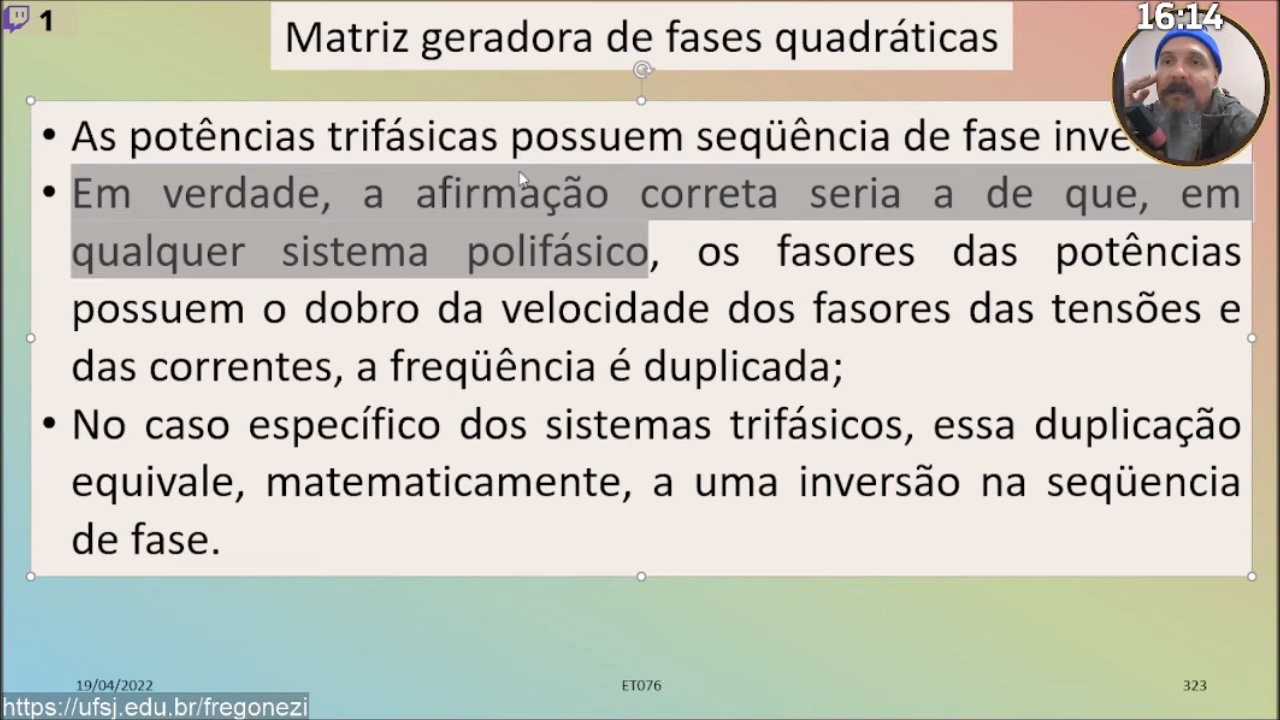 1
16:14
Matriz geradora de fases quadráticas
• As potências trifásicas possuem seqüência de fase
• Em verdade, a afirmação correta seria a de que, em
qualquer sistema polifásico, os fasores das potências
possuem o dobro da velocidade dos fasores das tensões e
das correntes, a freqüência é duplicada;
• No caso específico dos sistemas trifásicos, essa duplicação
equivale, matematicamente, a uma inversão na seqüencia
de fase.
19/04/2022
ET076
323
https://ufsj.edu.br/fregonezi